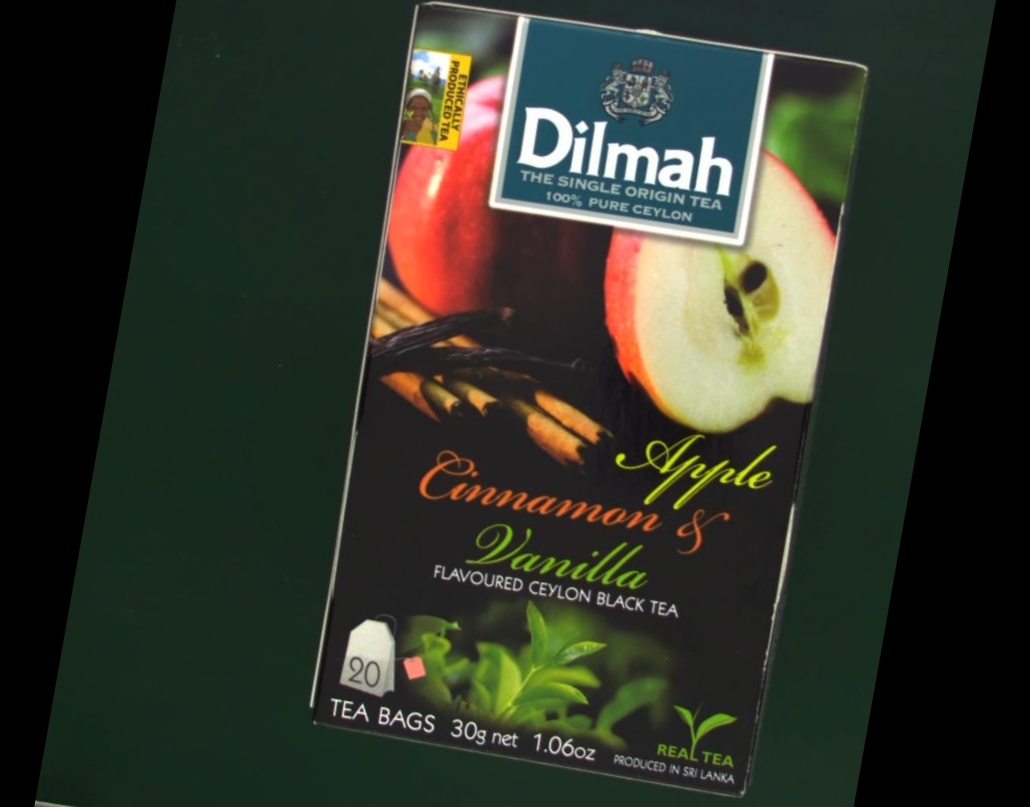 ETHICALLY
PRODUCED TEA
Dilmah
THE SINGLE ORIGIN TEA
100% PURE CEYLON
Apple
Cinnamon &
Vanilla
FLAVOURED CEYLON BLACK TEA
20
TEA BAGS 30g net 1.06oz
REAL TEA
PRODUCED IN SRI LANKA